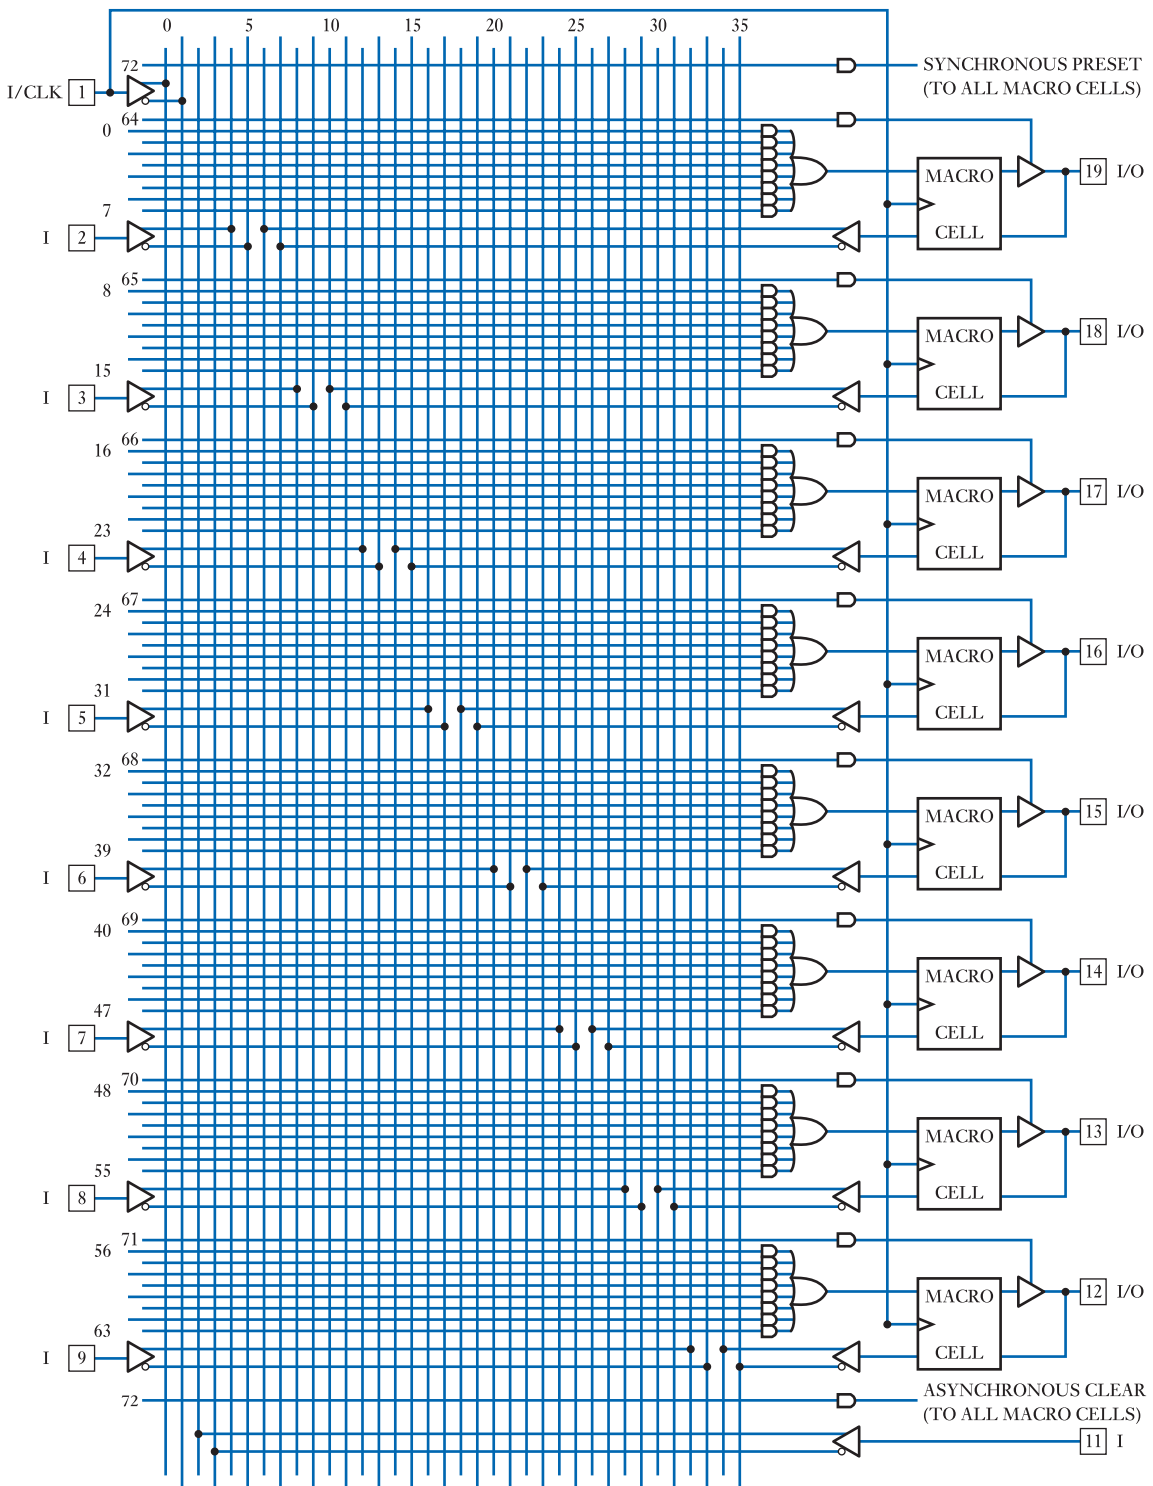 0 5 10 15 20 25 30 35
72 SYNCHRONOUS PRESET
I/CLK 1 (TO ALL MACRO CELLS)
64
0
MACRO 19 I/O
7
I 2 CELL
65
8
MACRO 18 I/O
15
I 3 CELL
66
16
MACRO 17 I/O
23
I 4 CELL
67
24
MACRO 16 I/O
31
I 5 CELL
68
32
MACRO 15 I/O
39
I 6 CELL
69
40
MACRO 14 I/O
47
I 7 CELL
70
48
MACRO 13 I/O
55
I 8 CELL
71
56
MACRO 12 I/O
63
I 9 CELL
72 ASYNCHRONOUS CLEAR
(TO ALL MACRO CELLS)
11 I